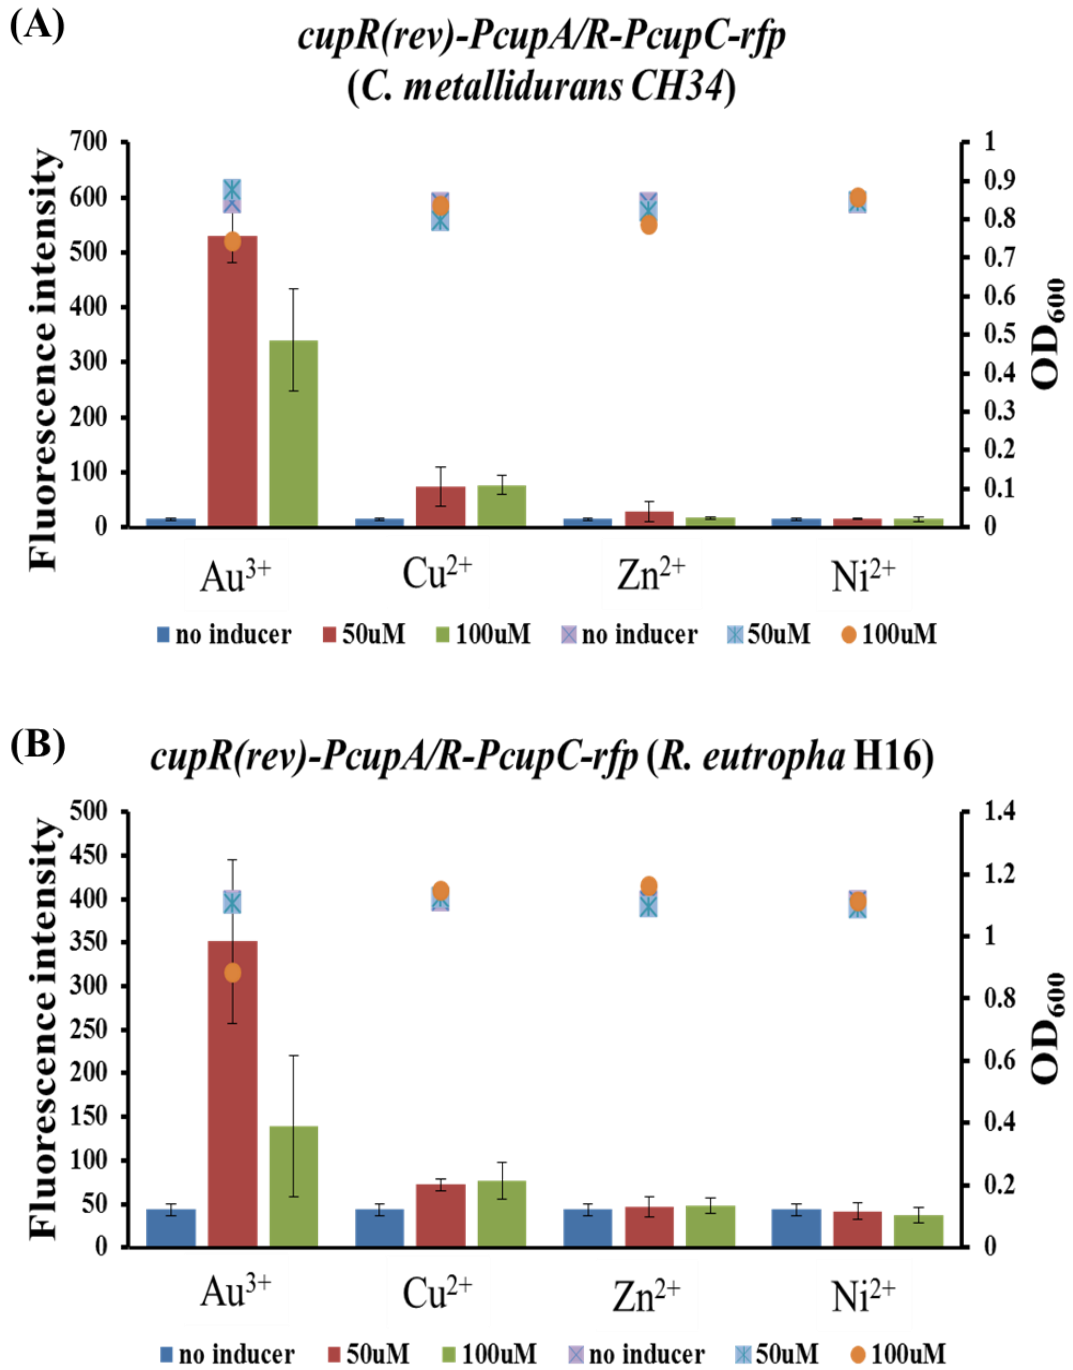 (A)
cupR(rev)-PcupA/R-PcupC-rfp
(C. metallidurans CH34)
Fluorescence intensity
700
600
500
400
300
200
100
0
1
0.9
0.8
0.7
0.6
0.5
0.4
0.3
0.2
0.1
0
OD600
Au3+ Cu2+ Zn2+ Ni2+
no inducer 50uM 100uM no inducer 50uM 100uM
(B)
cupR(rev)-PcupA/R-PcupC-rfp (R. eutropha H16)
Fluorescence intensity
500
450
400
350
300
250
200
150
100
50
0
1.4
1.2
1
0.8
0.6
0.4
0.2
0
OD600
Au3+ Cu2+ Zn2+ Ni2+
no inducer 50uM 100uM no inducer 50uM 100uM